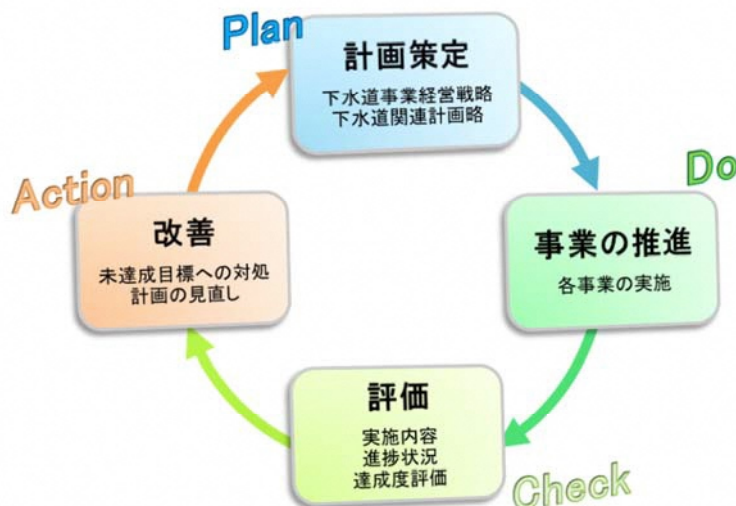 Plan
計画策定
下水道事業経営戦略
下水道関連計画略
Do
事業の推進
各事業の実施
Check
評価
実施内容
進捗状況
達成度評価
Action
改善
未達成目標への対処
計画の見直し